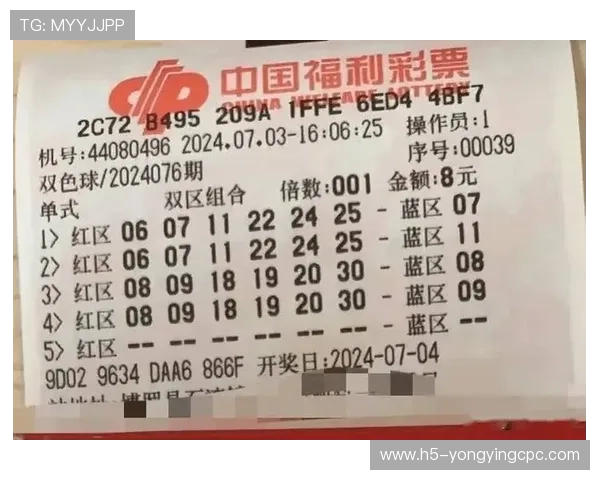 TG: MYYJJPP
中国福利彩票
CHINA WELFARE LOTTERY
2C72 B495 209A 1FFE 6ED4 4BF7
机号:44080496 2024.07.03-16:06:25 操作员:1
双色球/2024076期 序号:00039
单式 双区组合 倍数:001 金额:8元
1> 红区 06 07 11 22 24 25 - 蓝区 07
2> 红区 06 07 11 22 24 25 - 蓝区 11
3> 红区 08 09 18 19 20 30 - 蓝区 08
4> 红区 08 09 18 19 20 30 - 蓝区 09
5> 红区 -- -- -- -- -- -- - 蓝区 --
9D02 9634 DAA6 866F 开奖日:2024-07-04
www.h5-yongyingcpc.com